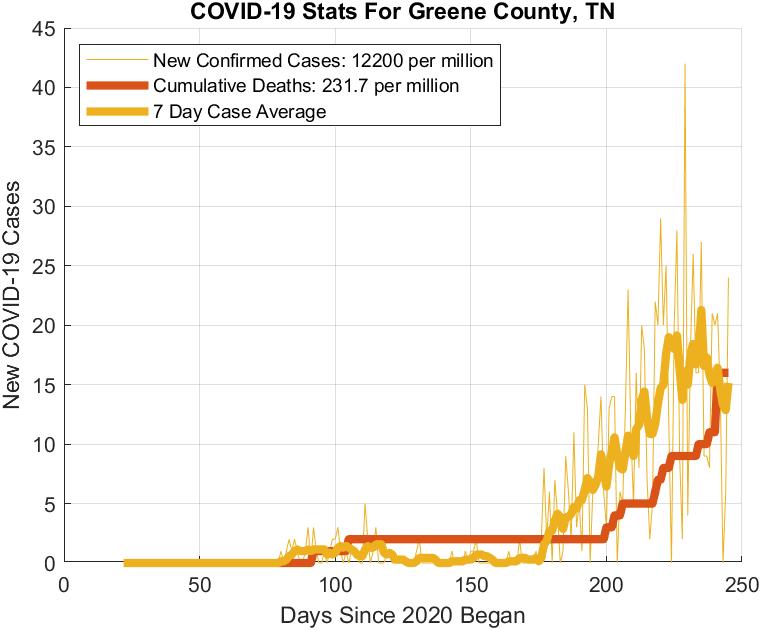 COVID-19 Stats For Greene County, TN
45
40
35
30
25
20
15
10
5
0
New COVID-19 Cases
New Confirmed Cases: 12200 per million
Cumulative Deaths: 231.7 per million
7 Day Case Average
0 50 100 150 200 250
Days Since 2020 Began